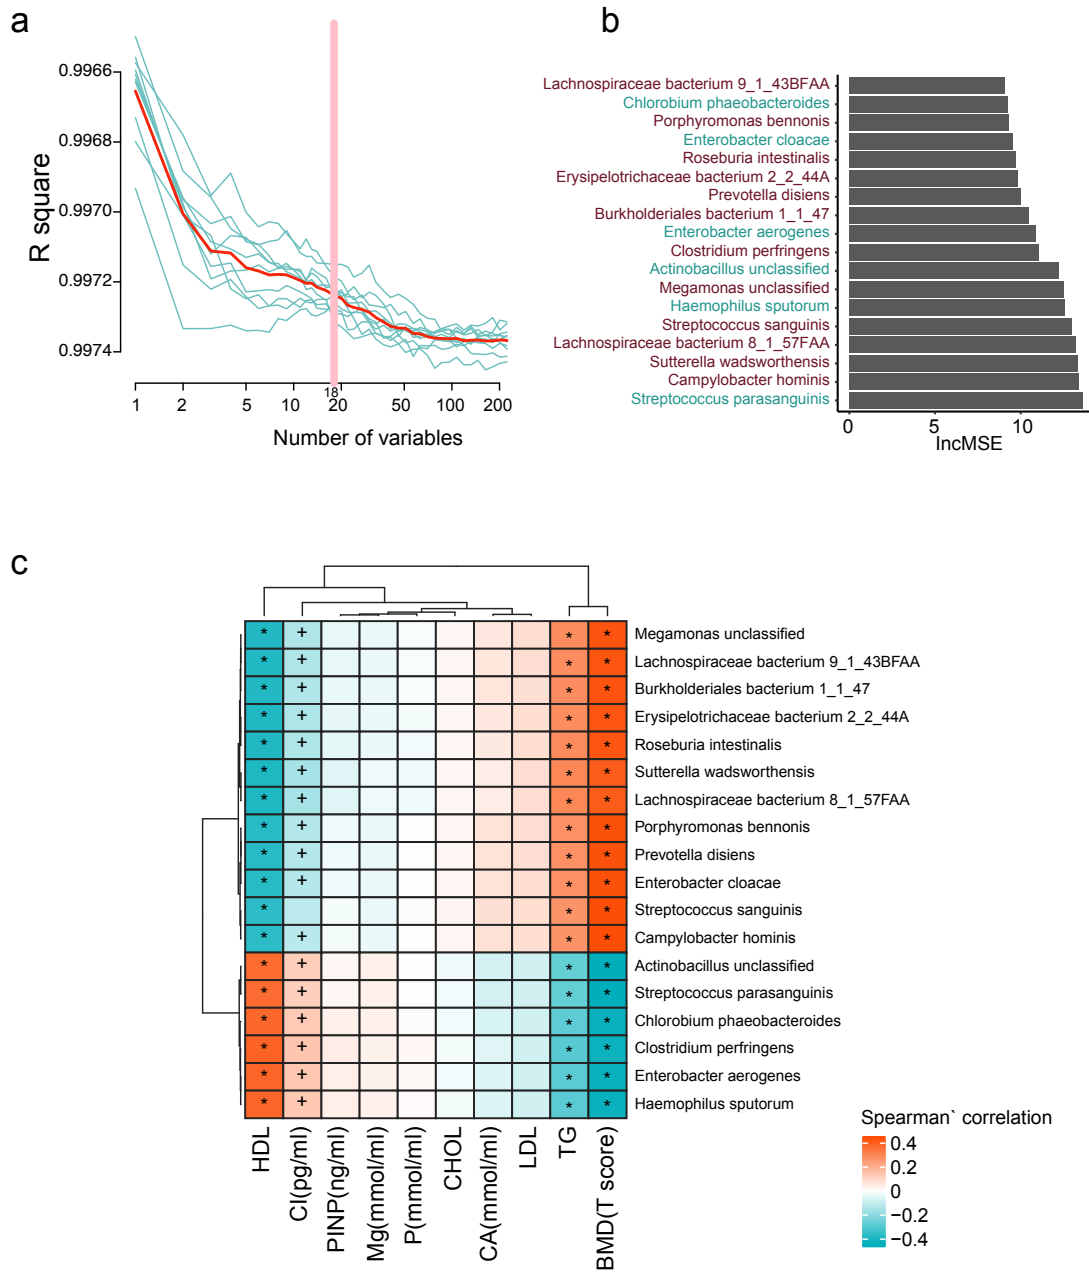 a
R square
0.9966
0.9968
0.9970
0.9972
0.9974
1
2
5
10
18
20
50
100
200
Number of variables
b
Lachnospiraceae bacterium 9_1_43BFAA
Chlorobium phaeobacteroides
Porphyromonas bennonis
Enterobacter cloacae
Roseburia intestinalis
Erysipelotrichaceae bacterium 2_2_44A
Prevotella disiens
Burkholderiales bacterium 1_1_47
Enterobacter aerogenes
Clostridium perfringens
Actinobacillus unclassified
Megamonas unclassified
Haemophilus sputorum
Streptococcus sanguinis
Lachnospiraceae bacterium 8_1_57FAA
Sutterella wadsworthensis
Campylobacter hominis
Streptococcus parasanguinis
0
5
10
IncMSE
c
* + * * Megamonas unclassified
* + * * Lachnospiraceae bacterium 9_1_43BFAA
* + * * Burkholderiales bacterium 1_1_47
* + * * Erysipelotrichaceae bacterium 2_2_44A
* + * * Roseburia intestinalis
* + * * Sutterella wadsworthensis
* + * * Lachnospiraceae bacterium 8_1_57FAA
* + * * Porphyromonas bennonis
* + * * Prevotella disiens
* + * * Enterobacter cloacae
* * * Streptococcus sanguinis
* + * * Campylobacter hominis
* + * * Actinobacillus unclassified
* + * * Streptococcus parasanguinis
* + * * Chlorobium phaeobacteroides
* + * * Clostridium perfringens
* + * * Enterobacter aerogenes
* + * * Haemophilus sputorum
HDL
CI(pg/ml)
PINP(ng/ml)
Mg(mmol/ml)
P(mmol/ml)
CHOL
CA(mmol/ml)
LDL
TG
BMD(T score)
Spearman` correlation
0.4
0.2
0
−0.2
−0.4